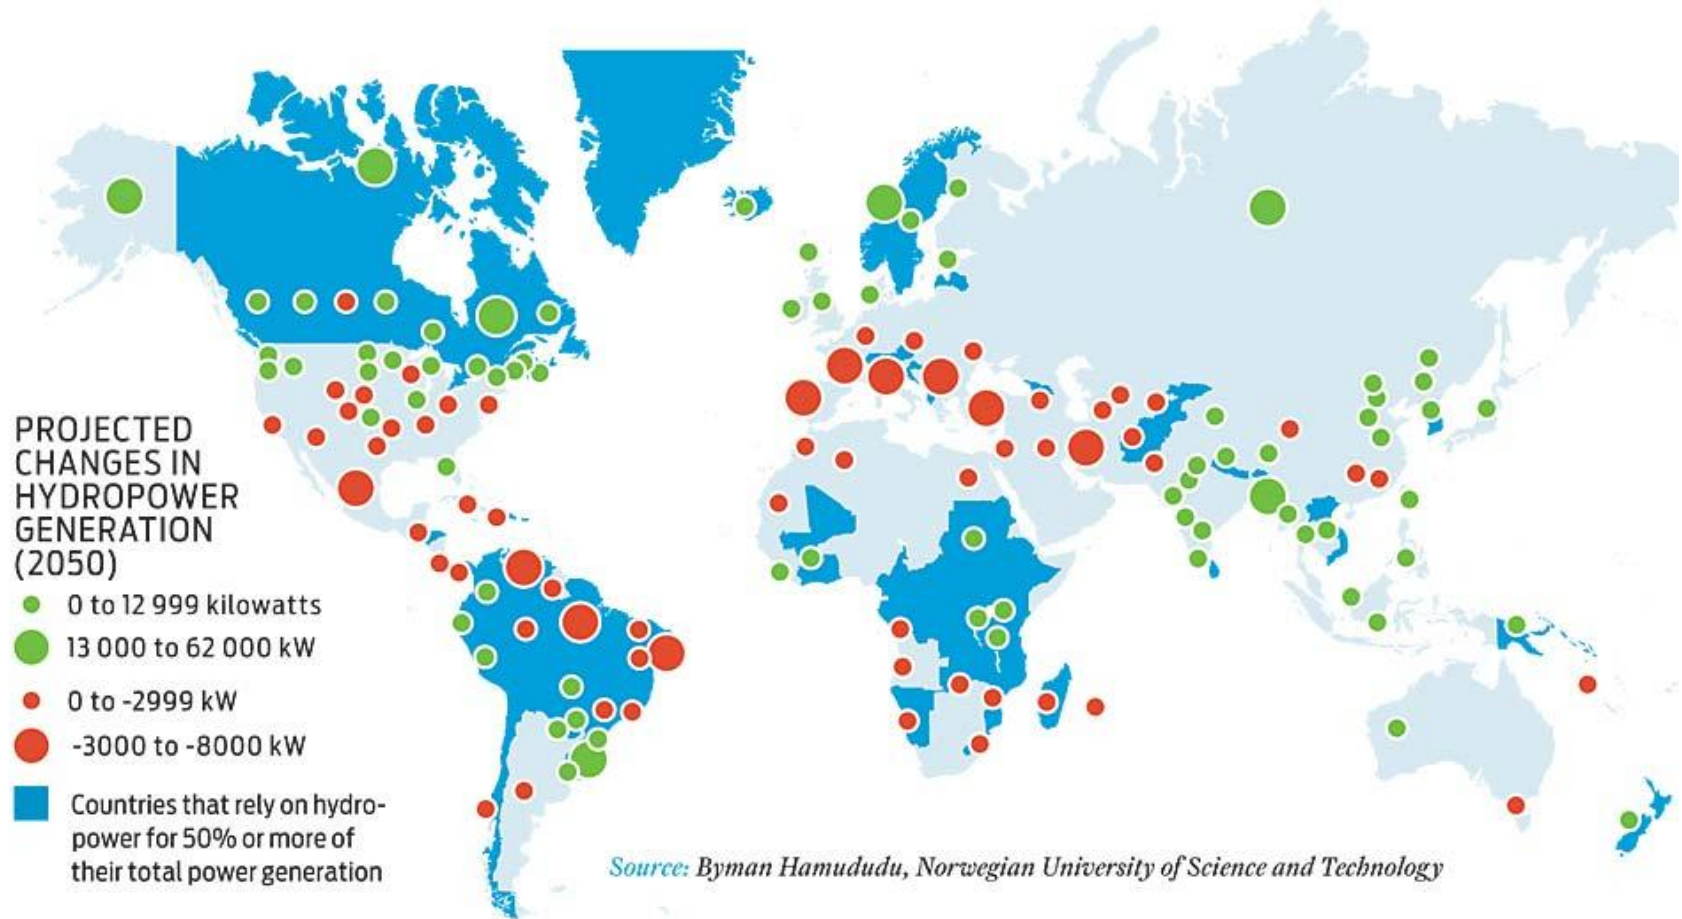 PROJECTED
CHANGES IN
HYDROPOWER
GENERATION
(2050)
0 to 12 999 kilowatts
13 000 to 62 000 kW
0 to -2999 kW
-3000 to -8000 kW
Countries that rely on hydro-
power for 50% or more of
their total power generation
Source: Byman Hamududu, Norwegian University of Science and Technology